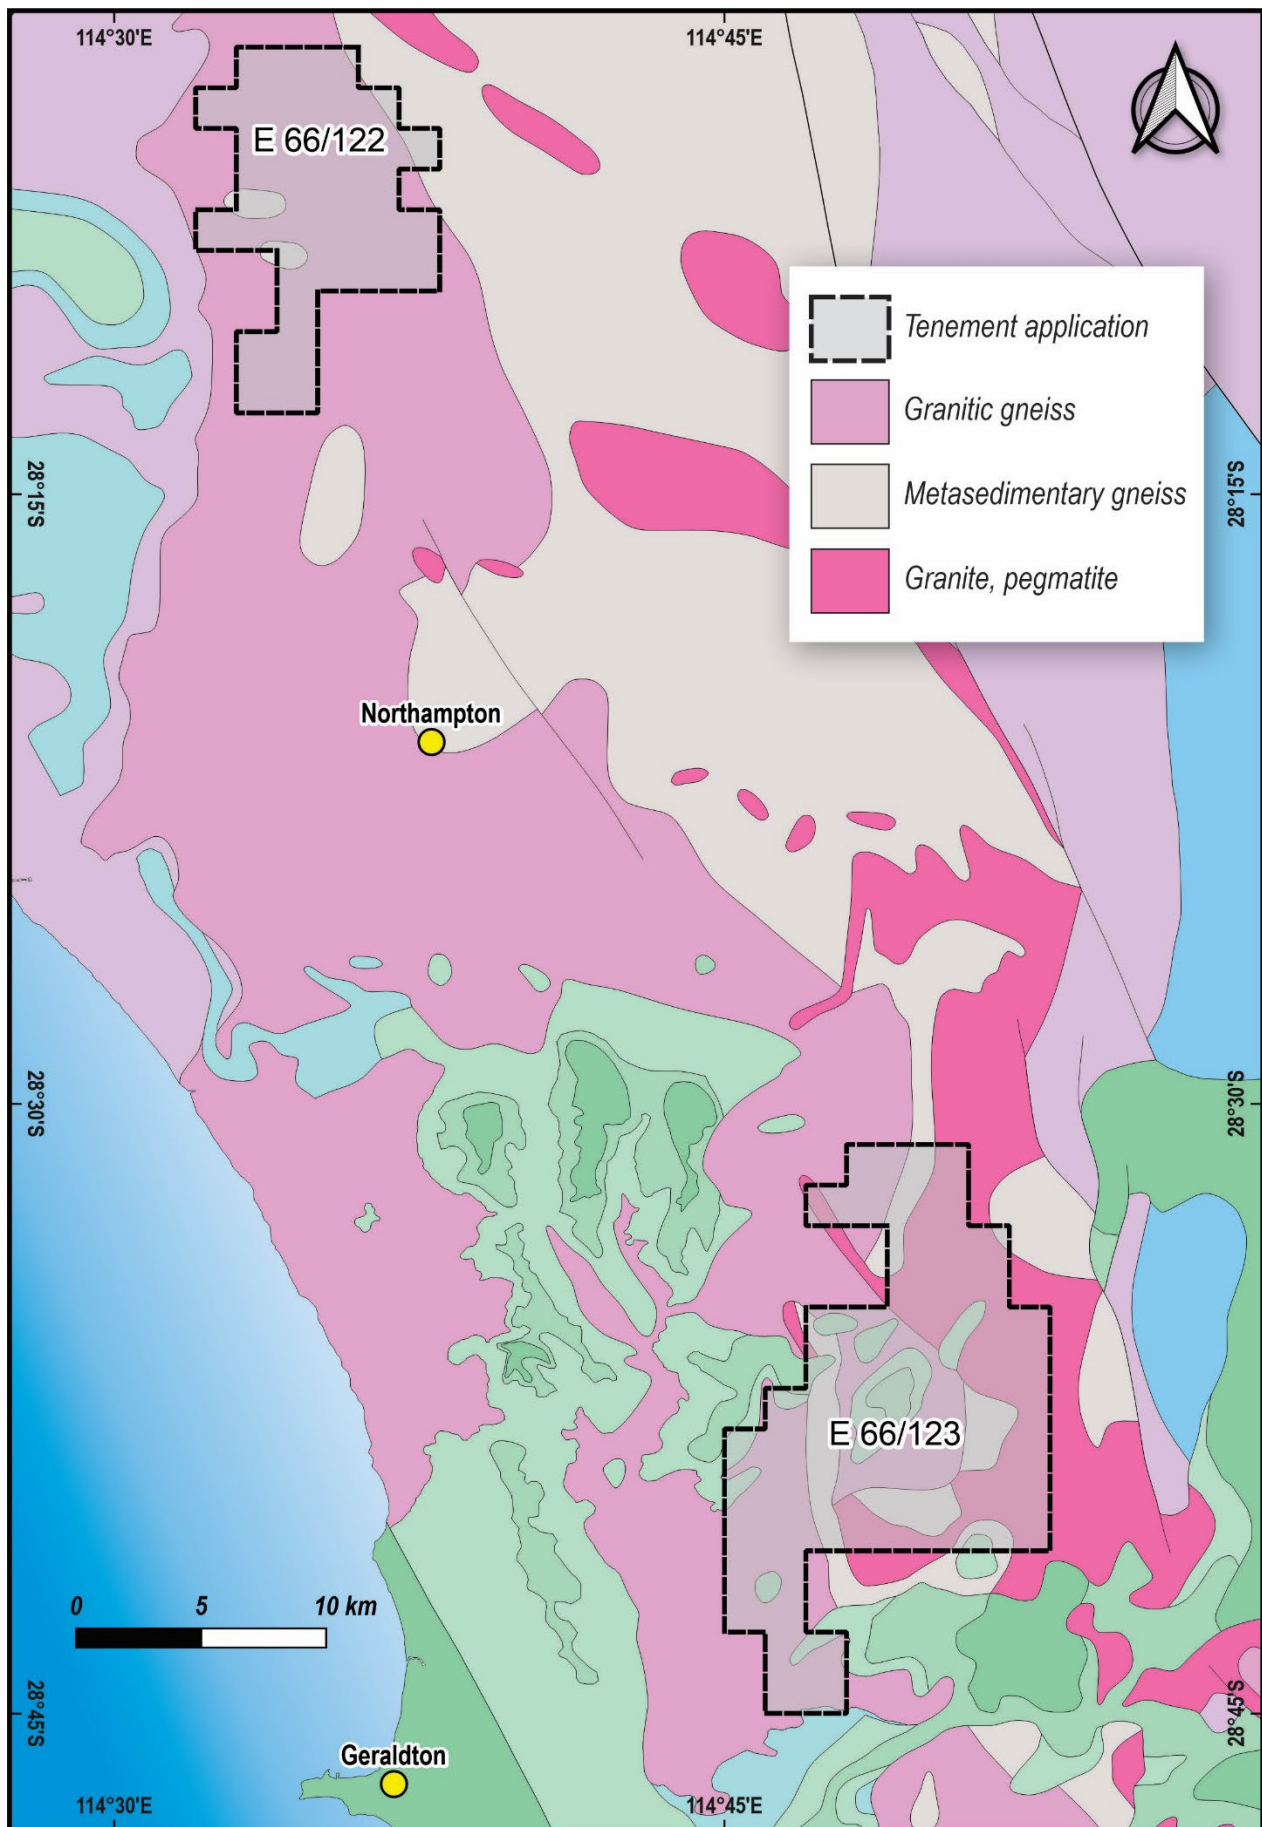 114°30'E
114°45'E
E 66/122
Tenement application
Granitic gneiss
Metasedimentary gneiss
Granite, pegmatite
28°15'S
28°15'S
Northampton
28°30'S
28°30'S
E 66/123
0 5 10 km
28°45'S
28°45'S
Geraldton
114°30'E
114°45'E